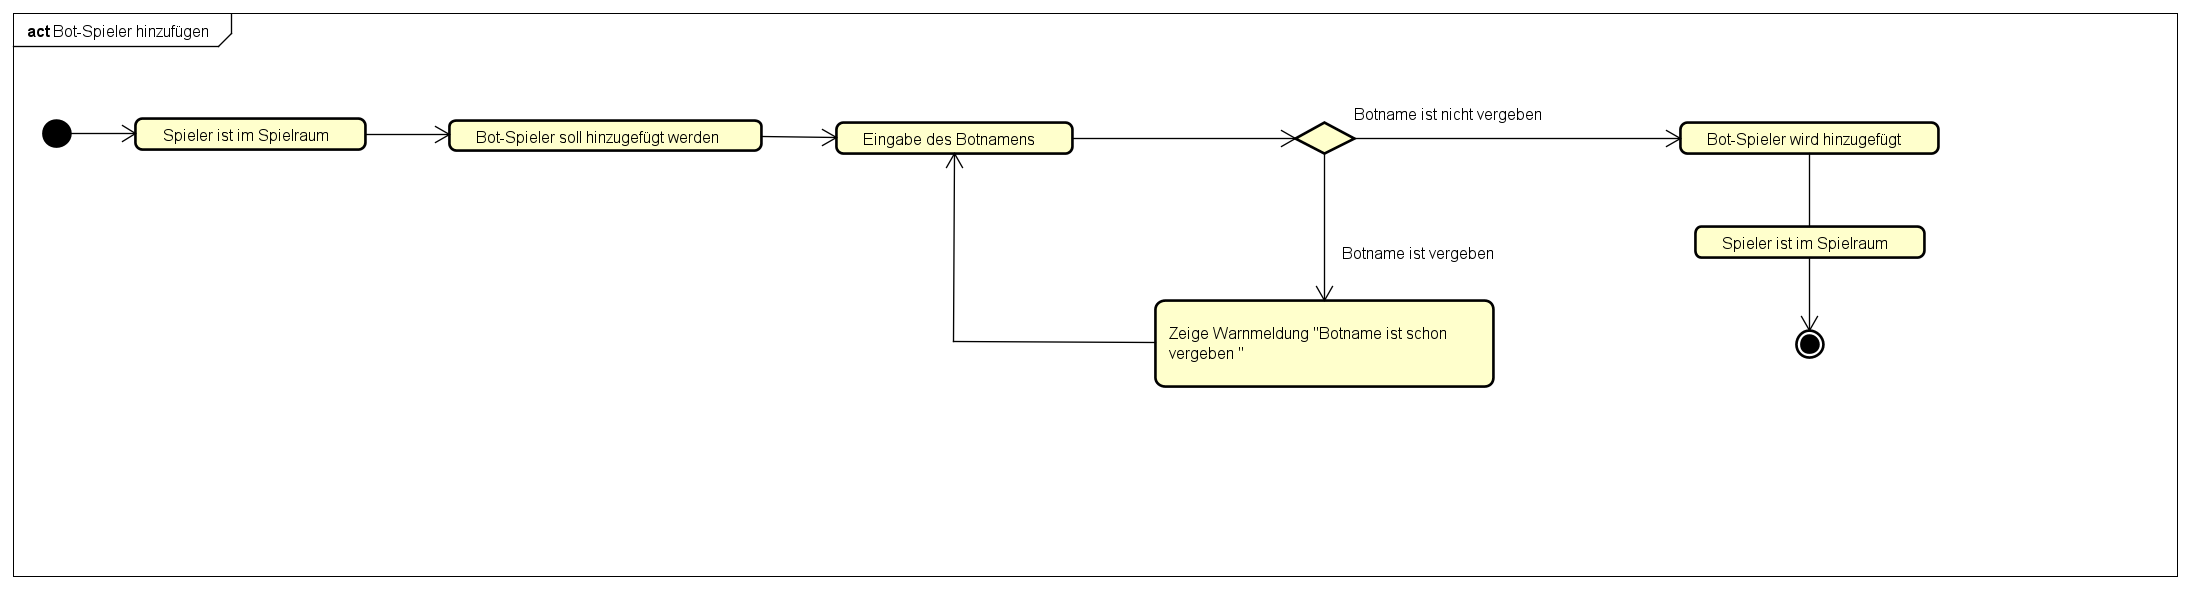 act Bot-Spieler hinzufügen
Botname ist nicht vergeben
Spieler ist im Spielraum
Bot-Spieler soll hinzugefügt werden
Eingabe des Botnamens
Bot-Spieler wird hinzugefügt
Spieler ist im Spielraum
Botname ist vergeben
Zeige Warnmeldung "Botname ist schon
vergeben "